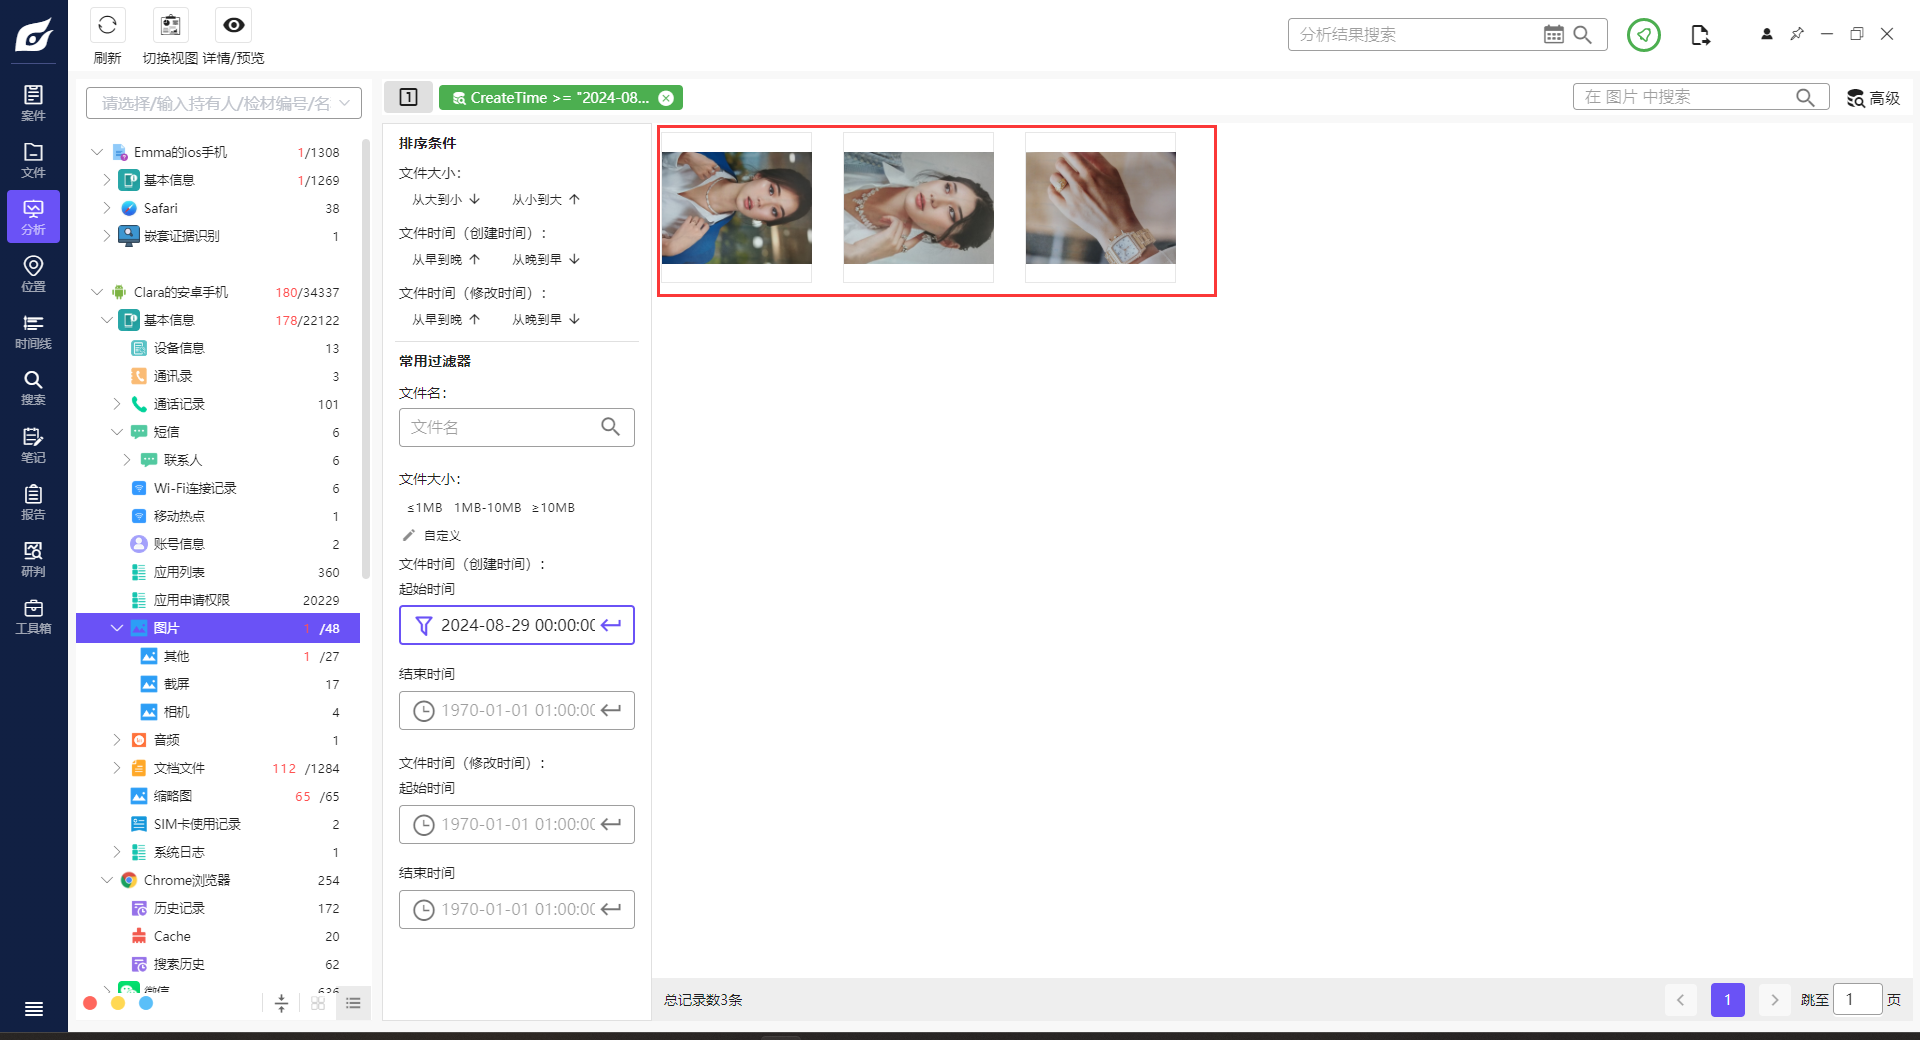 刷新
切换视图
详情/预览
分析结果搜索
案件
文件
分析
位置
时间线
搜索
笔记
报告
研判
工具箱
请选择/输入持有人/检材编号/名
Emma的ios手机 1/1308
基本信息 1/1269
Safari 38
嵌套证据识别 1
Clara的安卓手机 180/34337
基本信息 178/22122
设备信息 13
通讯录 3
通话记录 101
短信 6
联系人 6
Wi-Fi连接记录 6
移动热点 1
账号信息 2
应用列表 360
应用申请权限 20229
图片 1 /48
其他 1 /27
截屏 17
相机 4
音频 1
文档文件 112 /1284
缩略图 65 /65
SIM卡使用记录 2
系统日志 1
Chrome浏览器 254
历史记录 172
Cache 20
搜索历史 62
微信 636
1
CreateTime >= "2024-08...
在 图片 中搜索
高级
排序条件
文件大小：
从大到小 ↓ 从小到大 ↑
文件时间（创建时间）：
从早到晚 ↑ 从晚到早 ↓
文件时间（修改时间）：
从早到晚 ↑ 从晚到早 ↓
常用过滤器
文件名：
文件名
文件大小：
≤1MB 1MB-10MB ≥10MB
自定义
文件时间（创建时间）：
起始时间
2024-08-29 00:00:00
结束时间
1970-01-01 01:00:00
文件时间（修改时间）：
起始时间
1970-01-01 01:00:00
结束时间
1970-01-01 01:00:00
总记录数3条
1
跳至 1 页